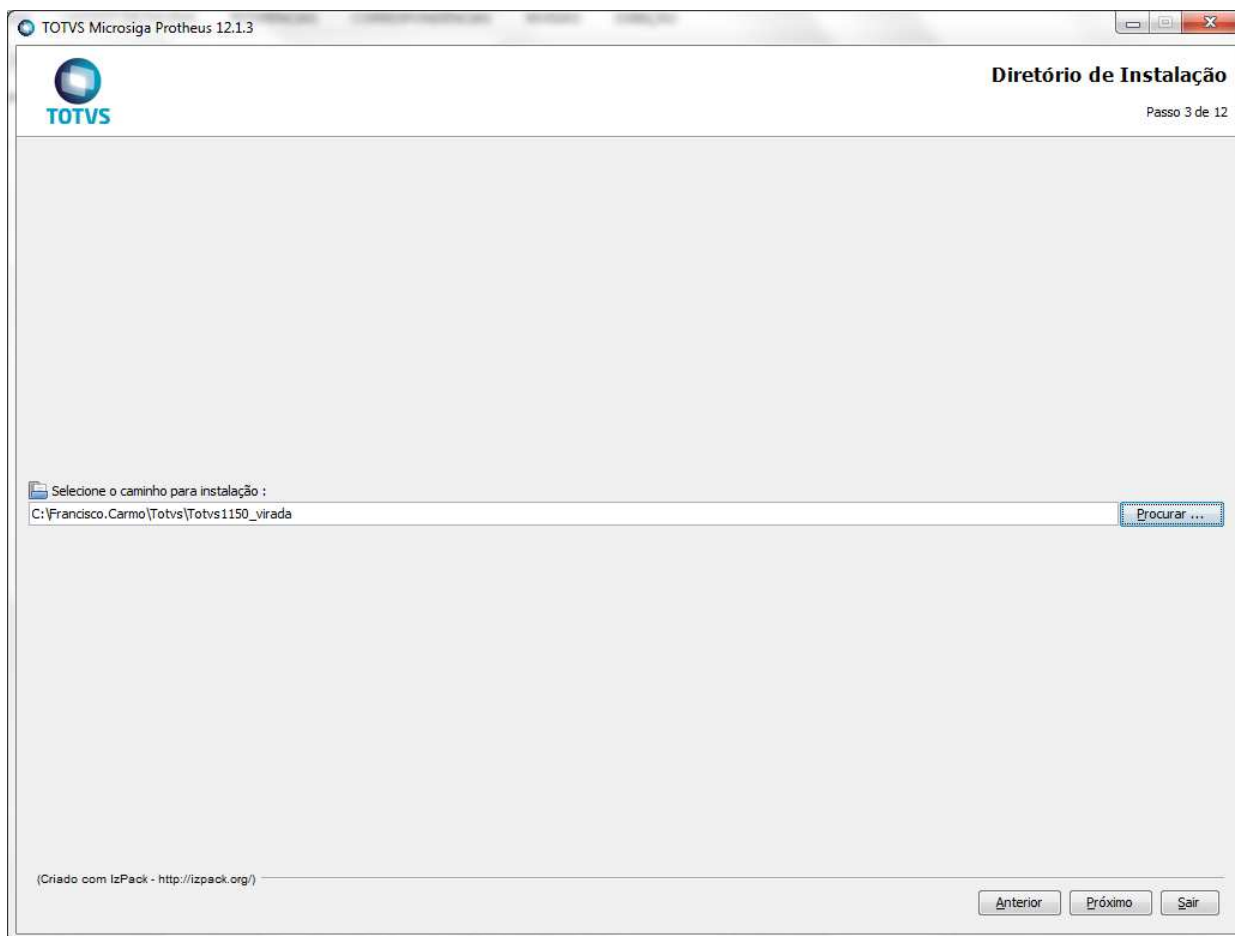 TOTVS Microsiga Protheus 12.1.3
TOTVS
Diretório de Instalação
Passo 3 de 12
Selecione o caminho para instalação :
C:\Francisco.Carmo\Totvs\Totvs1150_virada
Procurar ...
(Criado com IzPack - http://izpack.org/)
Anterior
Próximo
Sair